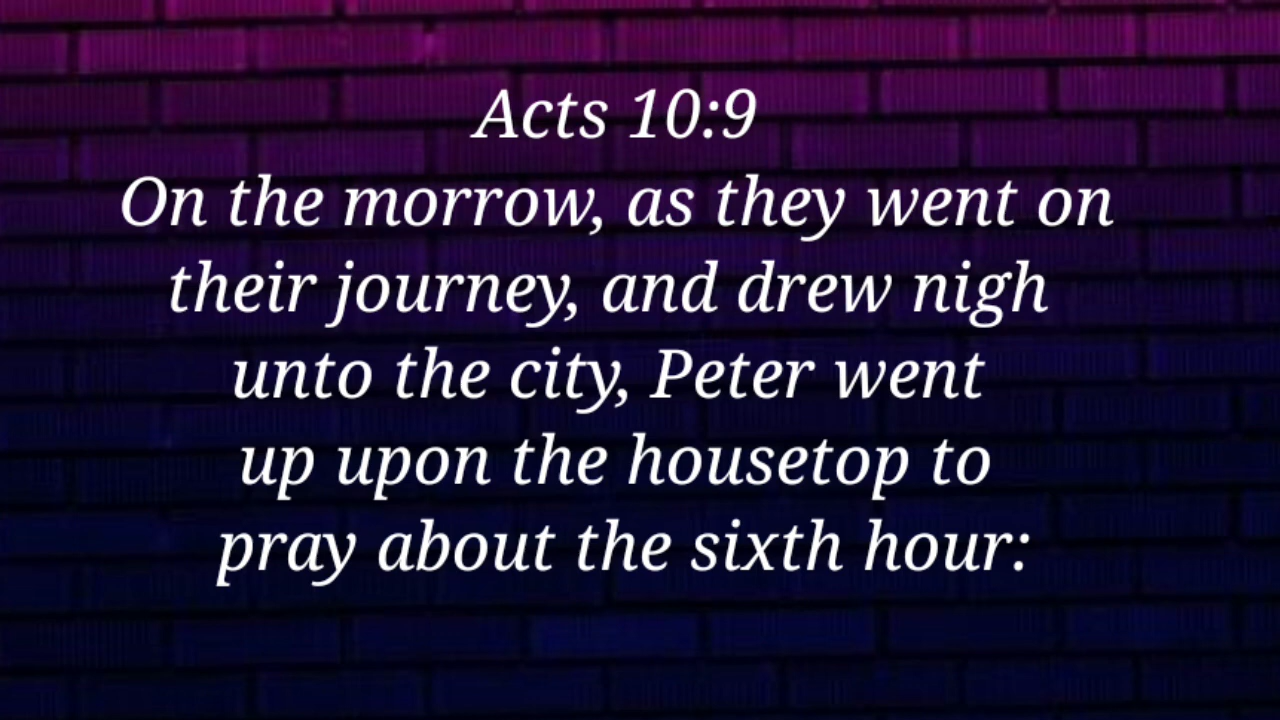 Acts 10:9
On the morrow, as they went on
their journey, and drew nigh
unto the city, Peter went
up upon the housetop to
pray about the sixth hour: